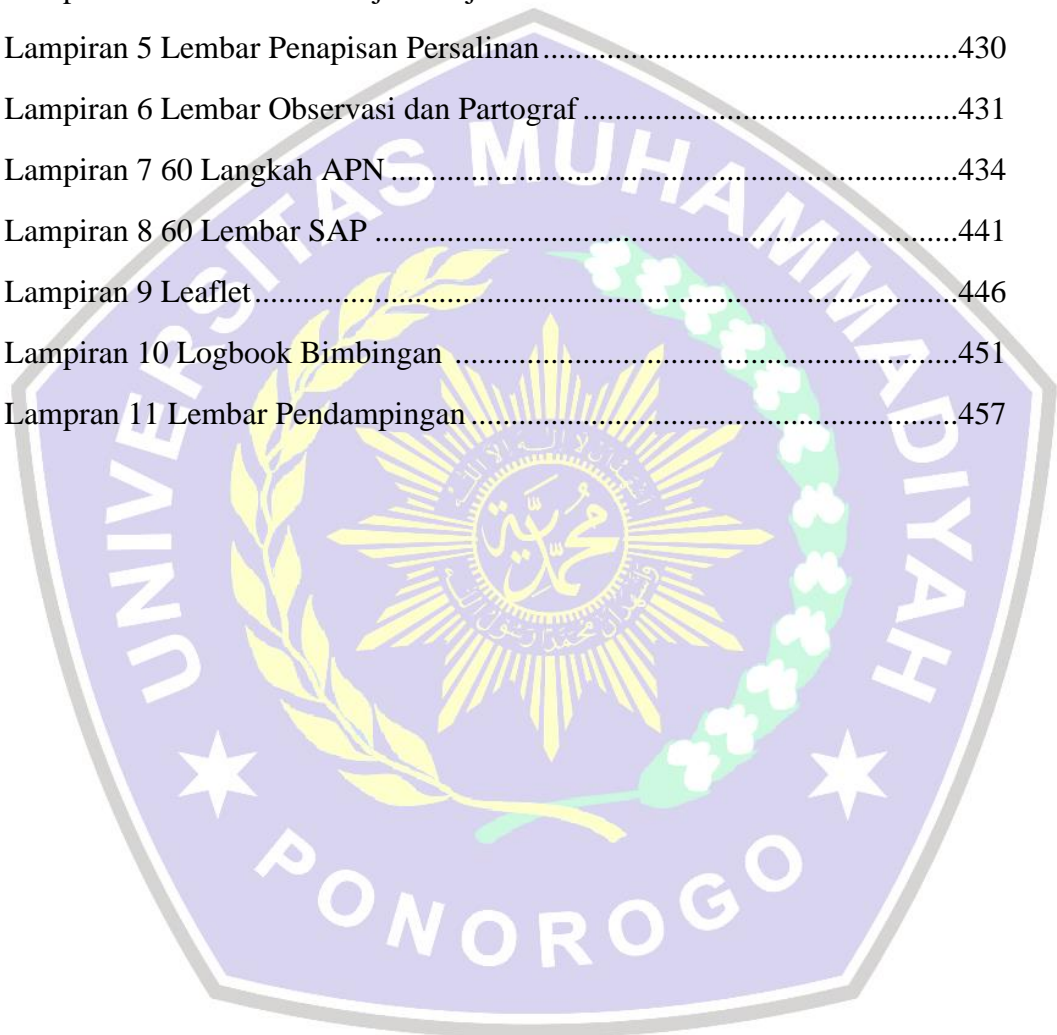 Lampiran 5 Lembar Penapisan Persalinan..........................................................430
Lampiran 6 Lembar Observasi dan Partograf....................................................431
Lampiran 7 60 Langkah APN................................................................................434
Lampiran 8 60 Lembar SAP..................................................................................441
Lampiran 9 Leaflet.................................................................................................446
Lampiran 10 Logbook Bimbingan........................................................................451
Lampran 11 Lembar Pendampingan.....................................................................457
UNIVERSITAS MUHAMMADIYAH
PONOROGO